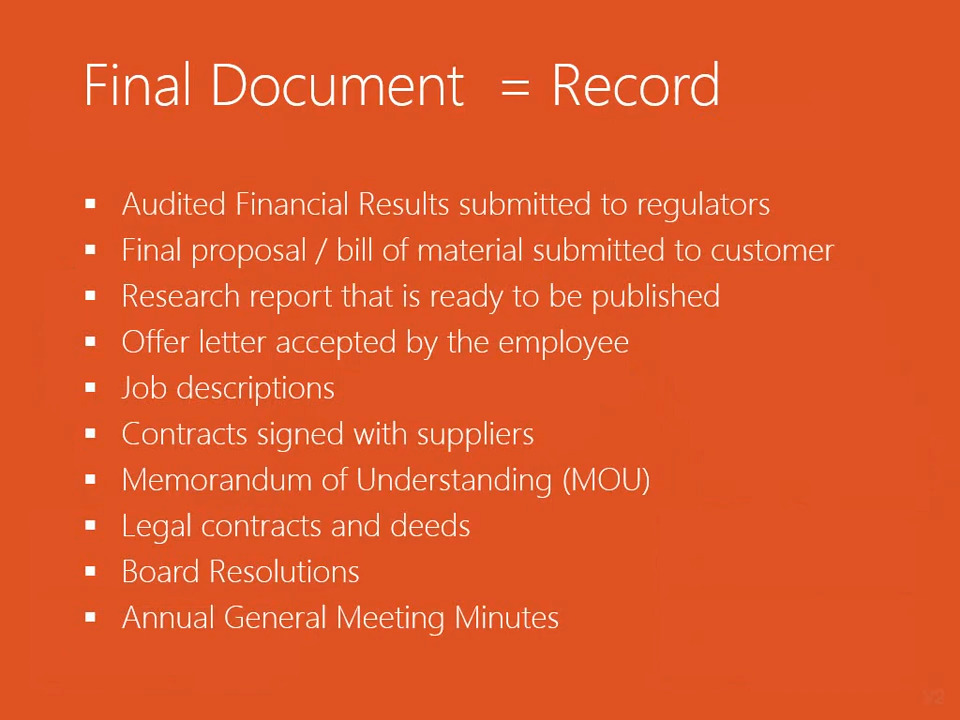 Final Document = Record
▪ Audited Financial Results submitted to regulators
▪ Final proposal / bill of material submitted to customer
▪ Research report that is ready to be published
▪ Offer letter accepted by the employee
▪ Job descriptions
▪ Contracts signed with suppliers
▪ Memorandum of Understanding (MOU)
▪ Legal contracts and deeds
▪ Board Resolutions
▪ Annual General Meeting Minutes